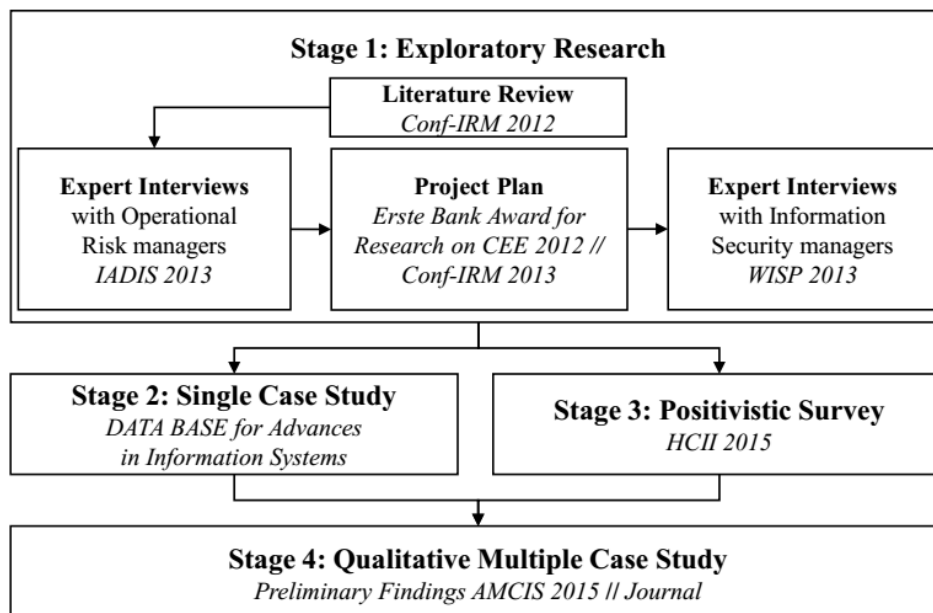 Stage 1: Exploratory Research
Literature Review
Conf-IRM 2012
Expert Interviews
with Operational
Risk managers
IADIS 2013
Project Plan
Erste Bank Award for
Research on CEE 2012 //
Conf-IRM 2013
Expert Interviews
with Information
Security managers
WISP 2013
Stage 2: Single Case Study
DATA BASE for Advances
in Information Systems
Stage 3: Positivistic Survey
HCII 2015
Stage 4: Qualitative Multiple Case Study
Preliminary Findings AMCIS 2015 // Journal